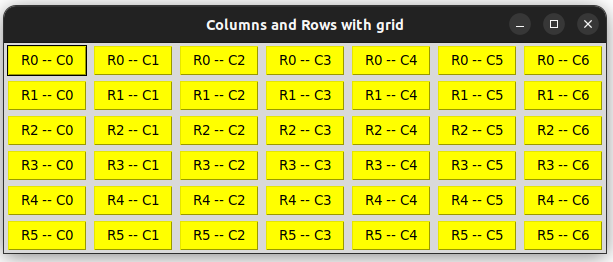 Columns and Rows with grid
R0 -- C0 R0 -- C1 R0 -- C2 R0 -- C3 R0 -- C4 R0 -- C5 R0 -- C6
R1 -- C0 R1 -- C1 R1 -- C2 R1 -- C3 R1 -- C4 R1 -- C5 R1 -- C6
R2 -- C0 R2 -- C1 R2 -- C2 R2 -- C3 R2 -- C4 R2 -- C5 R2 -- C6
R3 -- C0 R3 -- C1 R3 -- C2 R3 -- C3 R3 -- C4 R3 -- C5 R3 -- C6
R4 -- C0 R4 -- C1 R4 -- C2 R4 -- C3 R4 -- C4 R4 -- C5 R4 -- C6
R5 -- C0 R5 -- C1 R5 -- C2 R5 -- C3 R5 -- C4 R5 -- C5 R5 -- C6